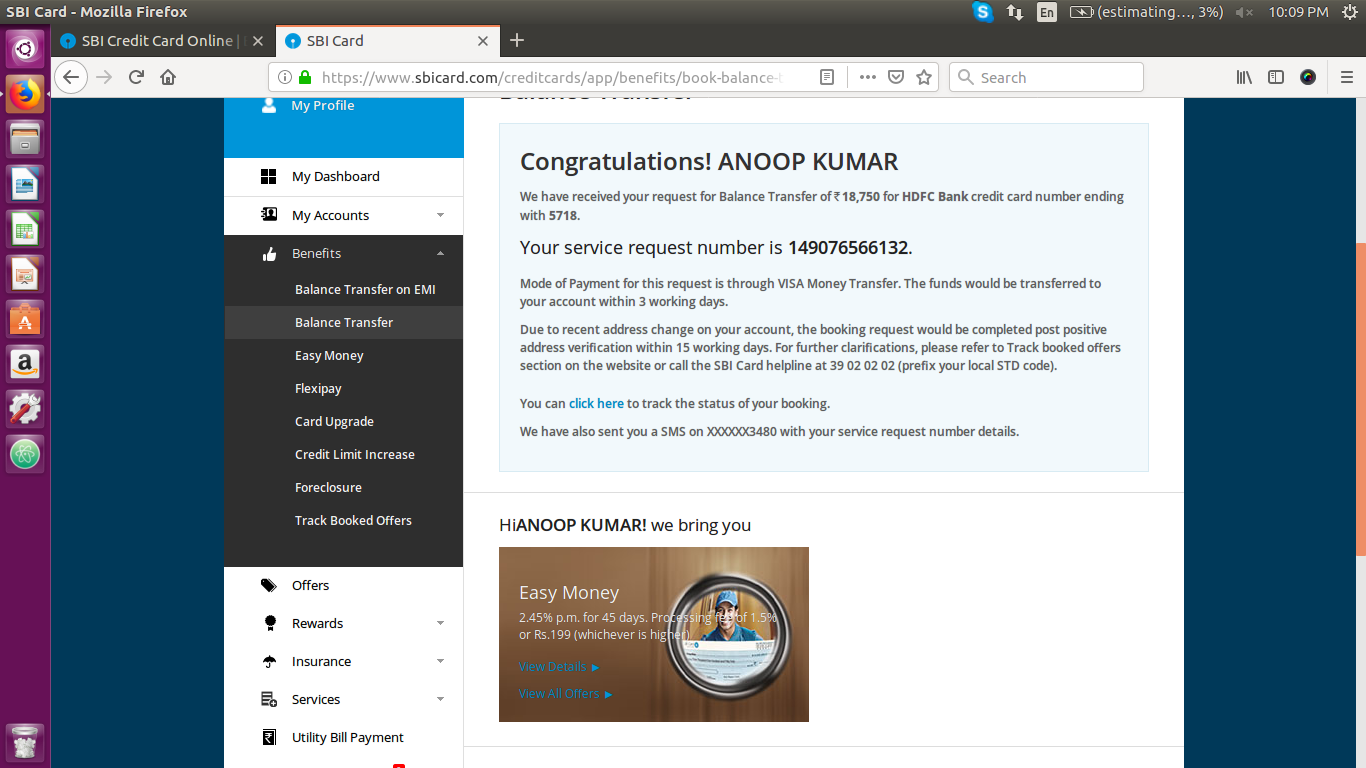 SBI Card - Mozilla Firefox
En
(estimating..., 3%)
10:09 PM
SBI Credit Card Online |
SBI Card
https://www.sbicard.com/creditcards/app/benefits/book-balance-
Search
My Profile
Balance Transfer
My Dashboard
My Accounts
Benefits
Balance Transfer on EMI
Balance Transfer
Easy Money
Flexipay
Card Upgrade
Credit Limit Increase
Foreclosure
Track Booked Offers
Offers
Rewards
Insurance
Services
Utility Bill Payment
Congratulations! ANOOP KUMAR
We have received your request for Balance Transfer of ₹ 18,750 for HDFC Bank credit card number ending
with 5718.
Your service request number is 149076566132.
Mode of Payment for this request is through VISA Money Transfer. The funds would be transferred to
your account within 3 working days.
Due to recent address change on your account, the booking request would be completed post positive
address verification within 15 working days. For further clarifications, please refer to Track booked offers
section on the website or call the SBI Card helpline at 39 02 02 02 (prefix your local STD code).
You can click here to track the status of your booking.
We have also sent you a SMS on XXXXXX3480 with your service request number details.
HiANOOP KUMAR! we bring you
Easy Money
2.45% p.m. for 45 days. Processing fee of 1.5%
or Rs.199 (whichever is higher)
View Details
View All Offers